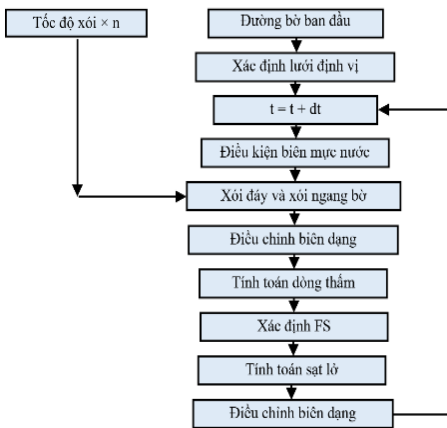 Tốc độ xói × n
Đường bờ ban đầu
Xác định lưới định vị
t = t + dt
Điều kiện biên mực nước
Xói đáy và xói ngang bờ
Điều chỉnh biên dạng
Tính toán dòng thấm
Xác định FS
Tính toán sạt lở
Điều chỉnh biên dạng